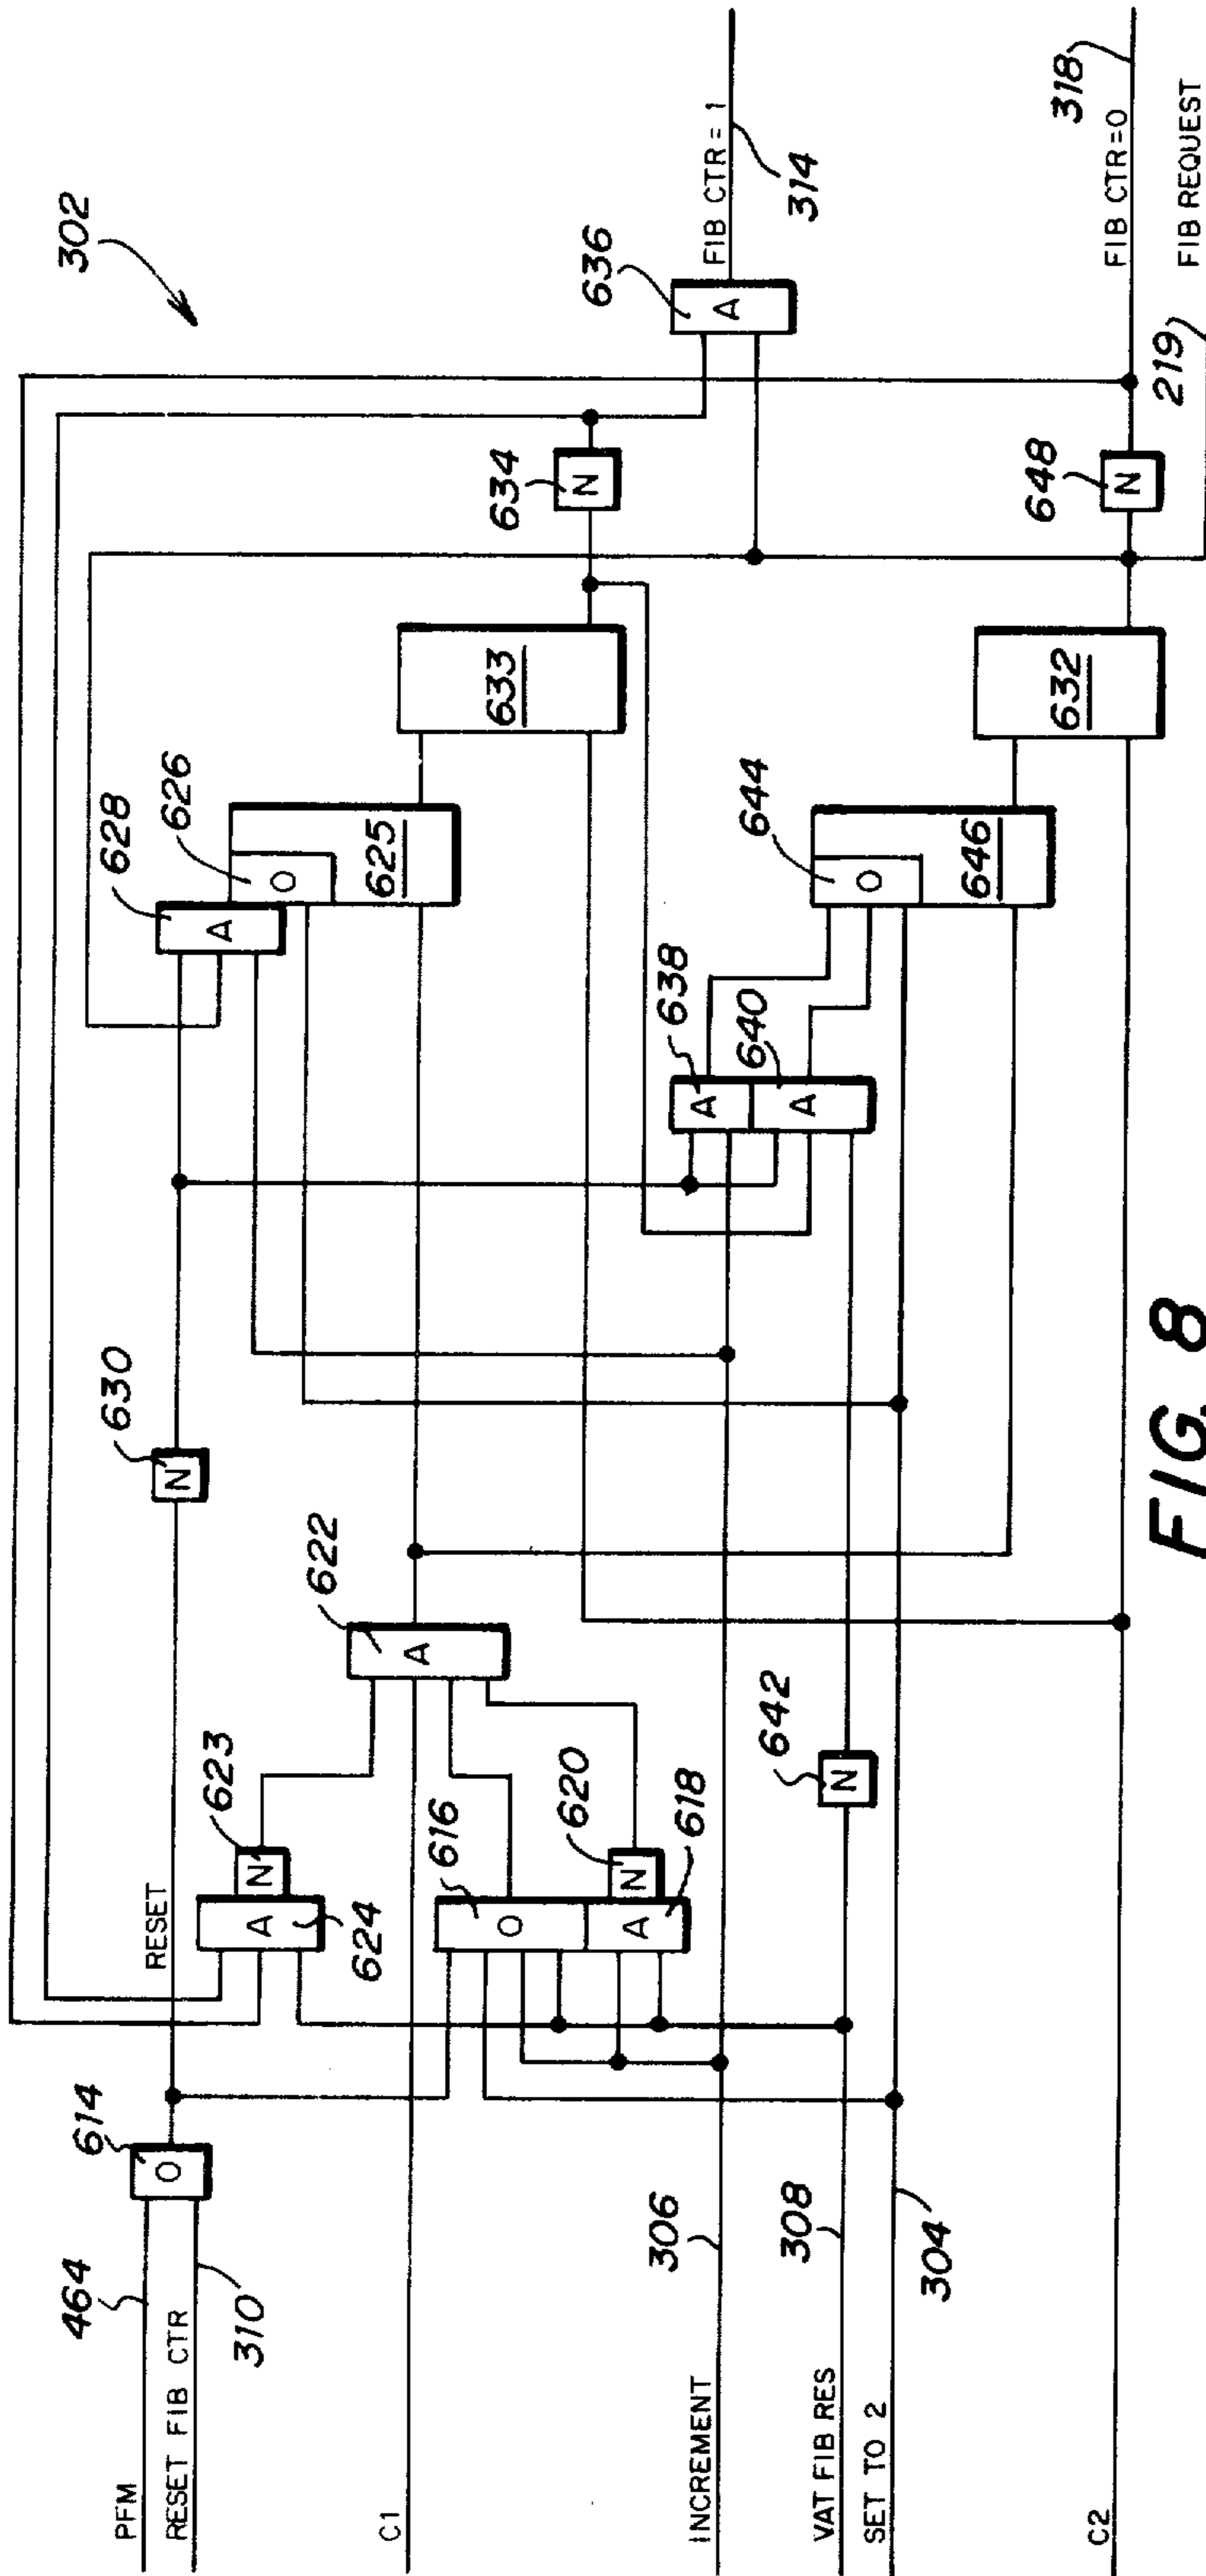 302
PFM
464
614
O
RESET FIB CTR
310
RESET
N
630
A
628
O
626
625
N
623
A
624
C1
A
622
633
N
634
A
636
FIB CTR = 1
314
O
616
N
620
A
618
INCREMENT
306
A
638
A
640
O
644
646
VAT FIB RES
308
N
642
SET TO 2
304
632
N
648
FIB CTR=0
318
C2
219
FIB REQUEST
FIG. 8